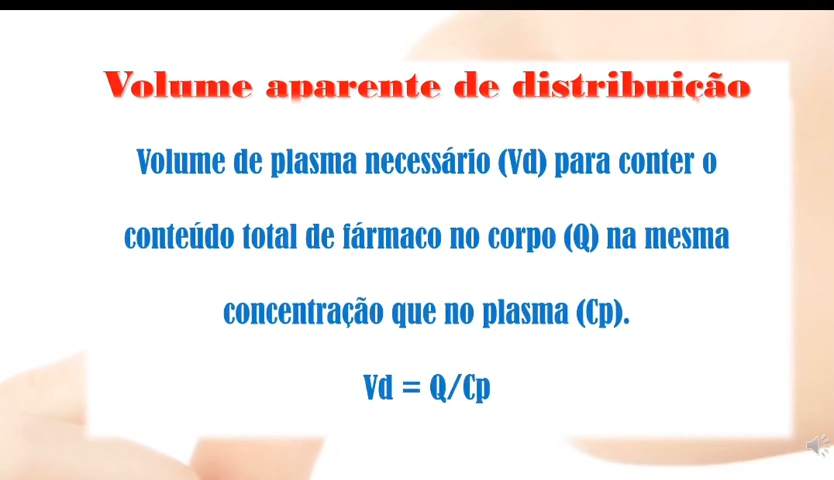 Volume aparente de distribuição
Volume de plasma necessário (Vd) para conter o
conteúdo total de fármaco no corpo (Q) na mesma
concentração que no plasma (Cp).
Vd = Q/Cp